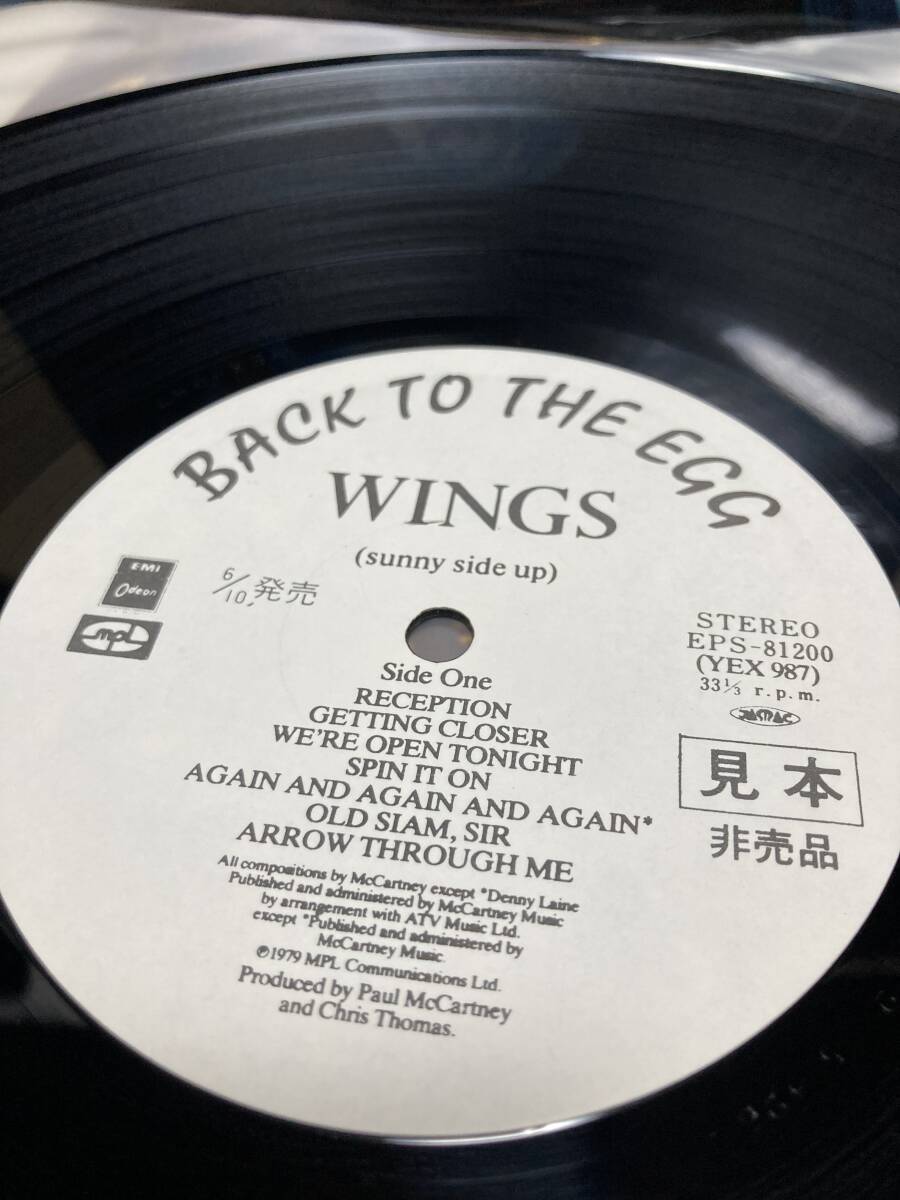 BACK TO THE EGG
WINGS
(sunny side up)
EMI
Odeon
mpl
6/10, 発売
STEREO
EPS-81200
(YEX 987)
33⅓ r.p.m.
見本
非売品
Side One
RECEPTION
GETTING CLOSER
WE'RE OPEN TONIGHT
SPIN IT ON
AGAIN AND AGAIN AND AGAIN*
OLD SIAM, SIR
ARROW THROUGH ME
All compositions by McCartney except *Denny Laine
Published and administered by McCartney Music
by arrangement with ATV Music Ltd.
except *Published and administered by
McCartney Music.
℗1979 MPL Communications Ltd.
Produced by Paul McCartney
and Chris Thomas.